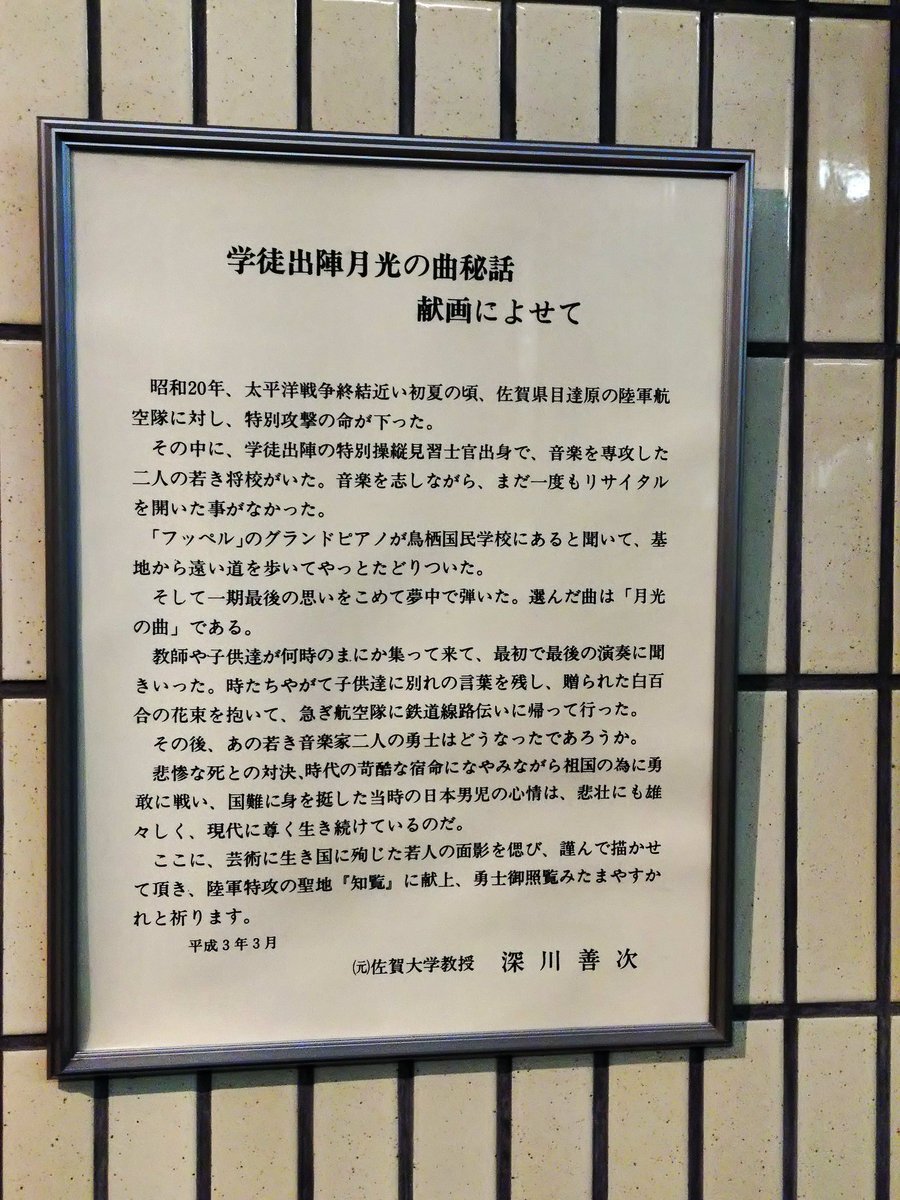 学徒出陣月光の曲秘話
献画によせて
昭和20年、太平洋戦争終結近い初夏の頃、佐賀県目達原の陸軍航
空隊に対し、特別攻撃の命が下った。
その中に、学徒出陣の特別操縦見習士官出身で、音楽を専攻した
二人の若き将校がいた。音楽を志しながら、まだ一度もリサイタル
を開いた事がなかった。
「フッペル」のグランドピアノが鳥栖国民学校にあると聞いて、基
地から遠い道を歩いてやっとたどりついた。
そして一期最後の思いをこめて夢中で弾いた。選んだ曲は「月光
の曲」である。
教師や子供達が何時のまにか集って来て、最初で最後の演奏に聞
きいった。時たちやがて子供達に別れの言葉を残し、贈られた白百
合の花束を抱いて、急ぎ航空隊に鉄道線路伝いに帰って行った。
その後、あの若き音楽家二人の勇士はどうなったであろうか。
悲惨な死との対決、時代の苛酷な宿命になやみながら祖国の為に勇
敢に戦い、国難に身を挺した当時の日本男児の心情は、悲壮にも雄
々しく、現代に尊く生き続けているのだ。
ここに、芸術に生き国に殉じた若人の面影を偲び、謹んで描かせ
て頂き、陸軍特攻の聖地『知覧』に献上、勇士御照覧みたまやすか
れと祈ります。
平成3年3月
㈾佐賀大学教授 深川善次